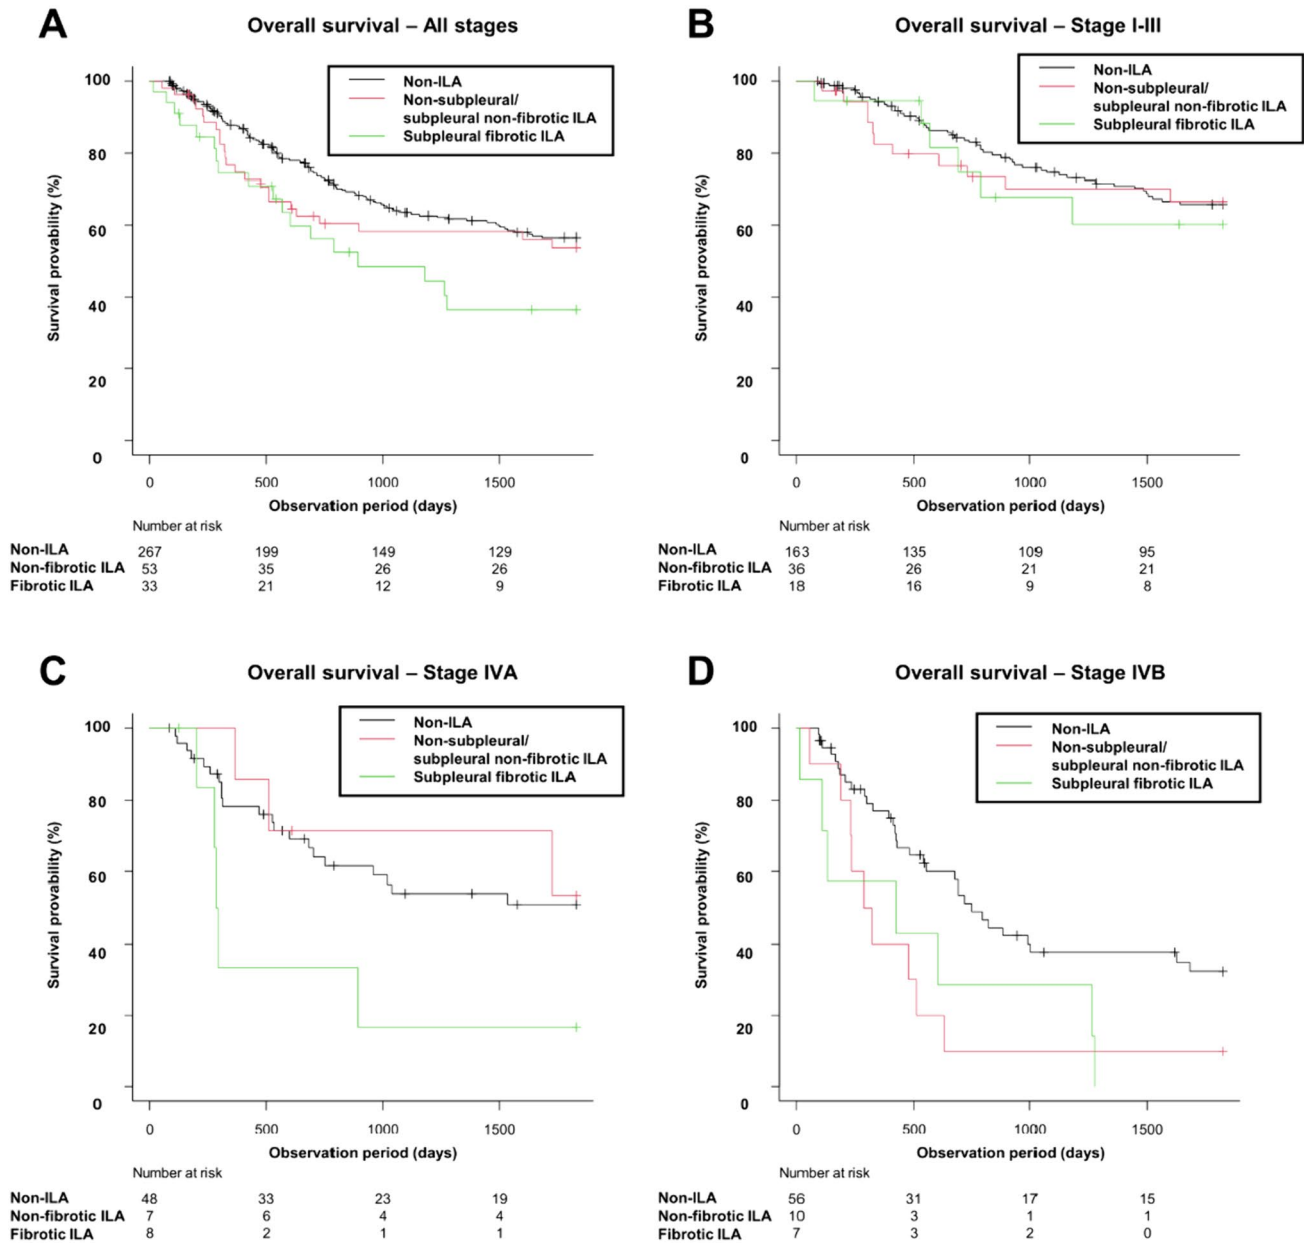 A
Overall survival – All stages
Non-ILA
Non-subpleural/
subpleural non-fibrotic ILA
Subpleural fibrotic ILA
Survival provability (%)
100
80
60
40
20
0
0 500 1000 1500
Observation period (days)
Number at risk
Non-ILA 267 199 149 129
Non-fibrotic ILA 53 35 26 26
Fibrotic ILA 33 21 12 9
B
Overall survival – Stage I-III
Non-ILA
Non-subpleural/
subpleural non-fibrotic ILA
Subpleural fibrotic ILA
Survival provability (%)
100
80
60
40
20
0
0 500 1000 1500
Observation period (days)
Number at risk
Non-ILA 163 135 109 95
Non-fibrotic ILA 36 26 21 21
Fibrotic ILA 18 16 9 8
C
Overall survival – Stage IVA
Non-ILA
Non-subpleural/
subpleural non-fibrotic ILA
Subpleural fibrotic ILA
Survival provability (%)
100
80
60
40
20
0
0 500 1000 1500
Observation period (days)
Number at risk
Non-ILA 48 33 23 19
Non-fibrotic ILA 7 6 4 4
Fibrotic ILA 8 2 1 1
D
Overall survival – Stage IVB
Non-ILA
Non-subpleural/
subpleural non-fibrotic ILA
Subpleural fibrotic ILA
Survival provability (%)
100
80
60
40
20
0
0 500 1000 1500
Observation period (days)
Number at risk
Non-ILA 56 31 17 15
Non-fibrotic ILA 10 3 1 1
Fibrotic ILA 7 3 2 0